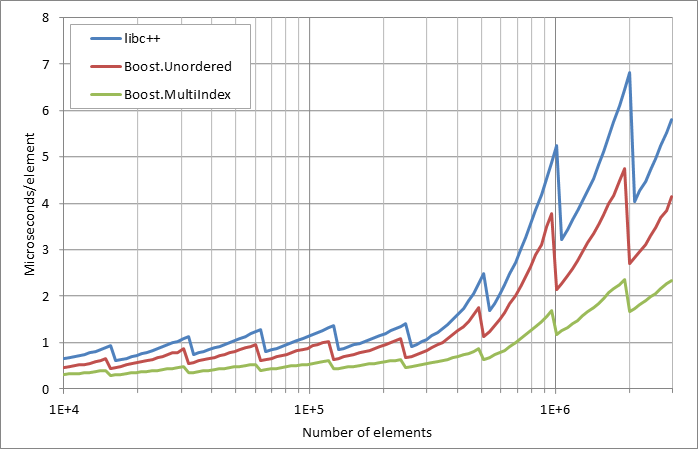 8
7
6
5
4
3
2
1
0
Microseconds/element
libc++
Boost.Unordered
Boost.MultiIndex
1E+4
1E+5
1E+6
Number of elements